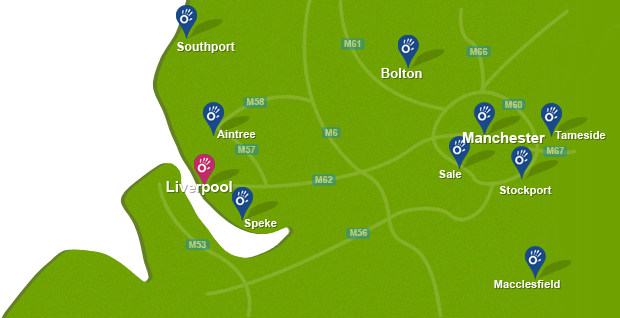 Southport
M61
Bolton
M66
M58
M60
Aintree
M6
Manchester
Tameside
M57
M67
Sale
Liverpool
M62
Stockport
Speke
M56
M53
Macclesfield